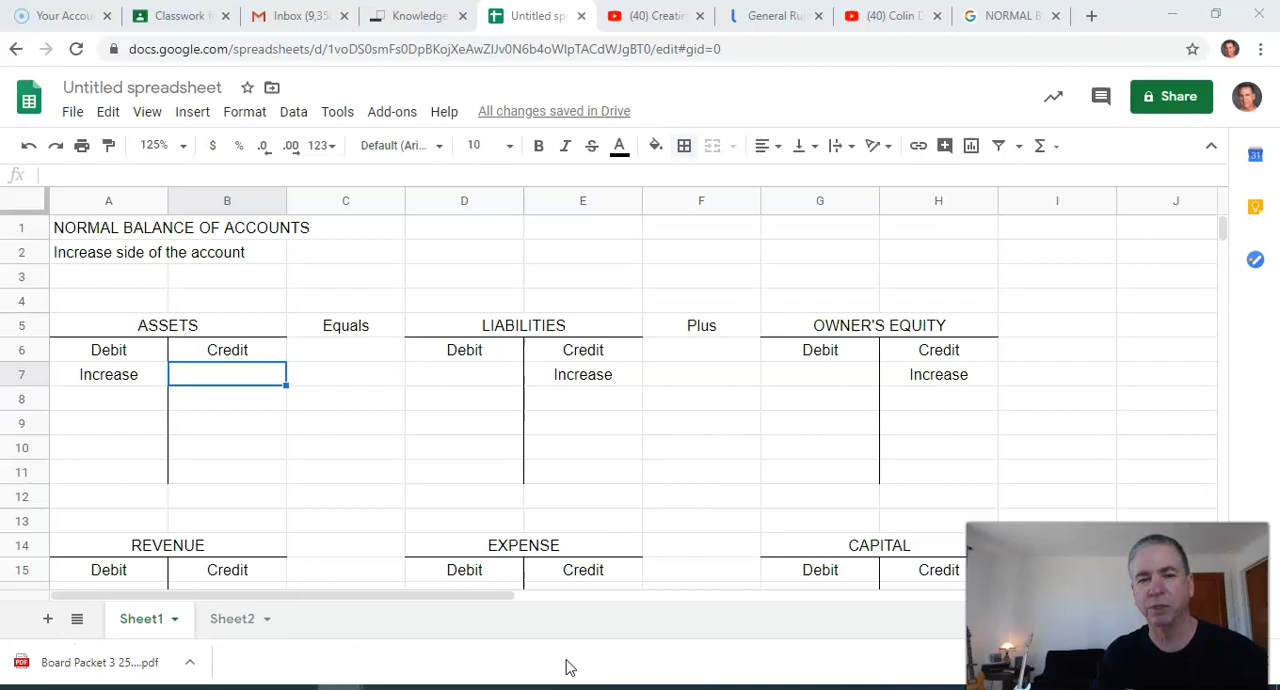 Your Accou
Classwork f
Inbox (9,35
Knowledge
Untitled sp
(40) Creatin
General Ru
(40) Colin D
NORMAL B
docs.google.com/spreadsheets/d/1voDS0smFs0DpBKojXeAwZIJv0N6b4oWlpTACdWJgBT0/edit#gid=0
Untitled spreadsheet
File Edit View Insert Format Data Tools Add-ons Help All changes saved in Drive
Share
125% $ % .0 .00 123 Default (Ari... 10 B I S A
fx
A B C D E F G H I J
1 NORMAL BALANCE OF ACCOUNTS
2 Increase side of the account
3
4
5 ASSETS Equals LIABILITIES Plus OWNER'S EQUITY
6 Debit Credit Debit Credit Debit Credit
7 Increase Increase Increase
8
9
10
11
12
13
14 REVENUE EXPENSE CAPITAL
15 Debit Credit Debit Credit Debit Credit
Sheet1 Sheet2
Board Packet 3 25....pdf